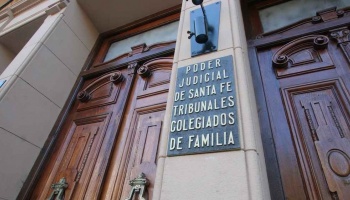 PODER
JUDICIAL
DE SANTA FE
TRIBUNALES
COLEGIADOS
DE FAMILIA